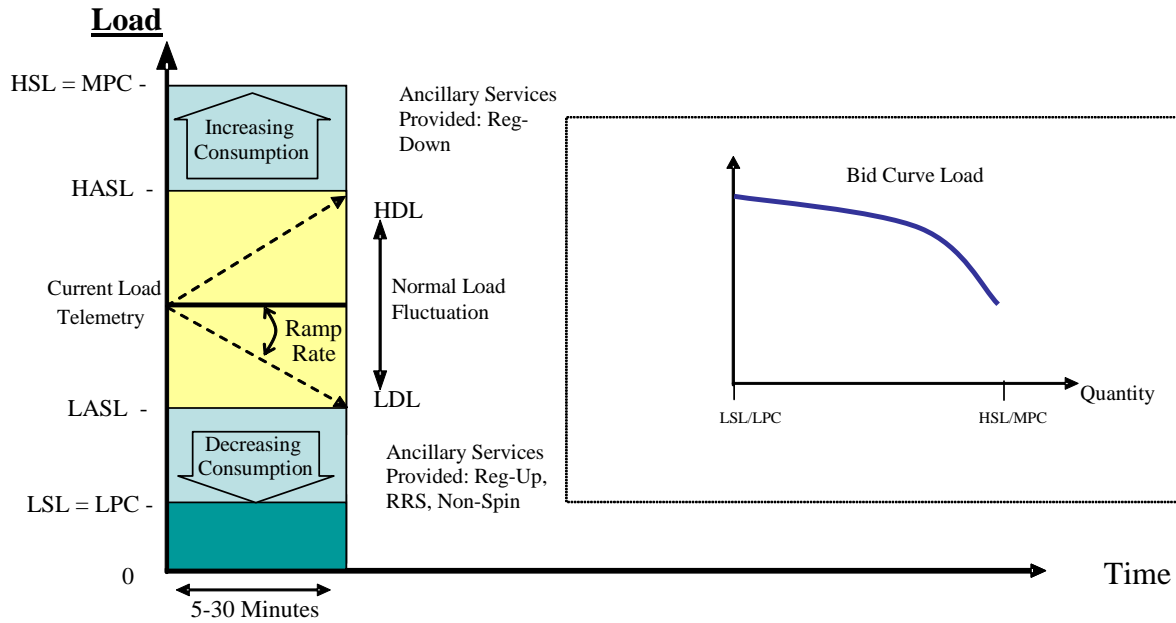 Load
HSL = MPC -
Ancillary Services
Provided: Reg-
Down
Increasing
Consumption
HASL -
HDL
Current Load
Telemetry
Normal Load
Fluctuation
Ramp
Rate
LDL
LASL -
Decreasing
Consumption
Ancillary Services
Provided: Reg-Up,
RRS, Non-Spin
LSL = LPC -
0
Time
5-30 Minutes
Bid Curve Load
Quantity
LSL/LPC
HSL/MPC